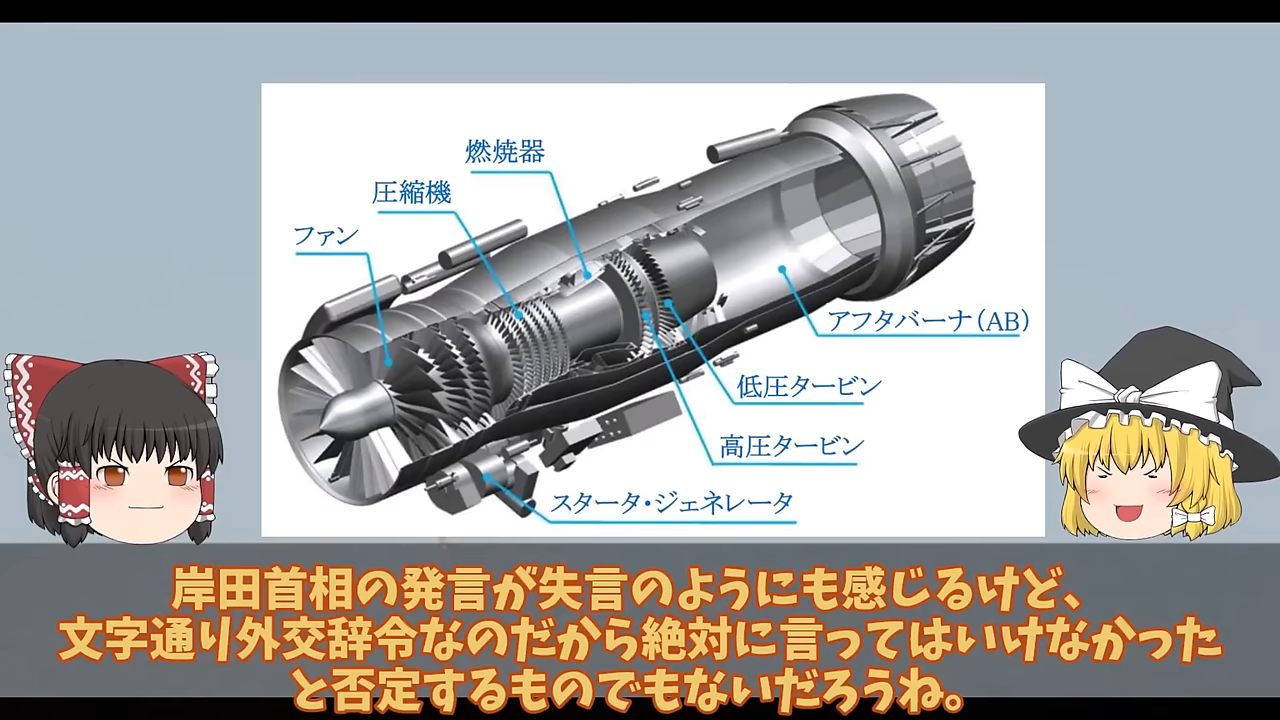 燃焼器
圧縮機
ファン
アフタバーナ(AB)
低圧タービン
高圧タービン
スタータ・ジェネレータ
岸田首相の発言が失言のようにも感じるけど、
文字通り外交辞令なのだから絶対に言ってはいけなかった
と否定するものでもないだろうね。